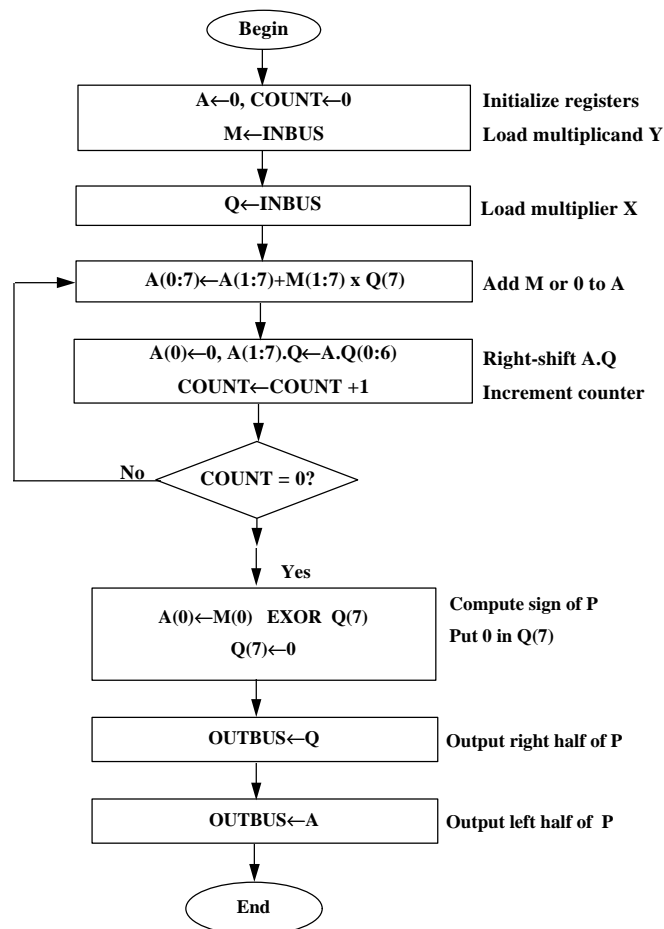 Begin
A←0, COUNT←0
M←INBUS
Initialize registers
Load multiplicand Y
Q←INBUS
Load multiplier X
A(0:7)←A(1:7)+M(1:7) x Q(7)
Add M or 0 to A
A(0)←0, A(1:7).Q←A.Q(0:6)
COUNT←COUNT +1
Right-shift A.Q
Increment counter
No
COUNT = 0?
Yes
A(0)←M(0) EXOR Q(7)
Q(7)←0
Compute sign of P
Put 0 in Q(7)
OUTBUS←Q
Output right half of P
OUTBUS←A
Output left half of P
End